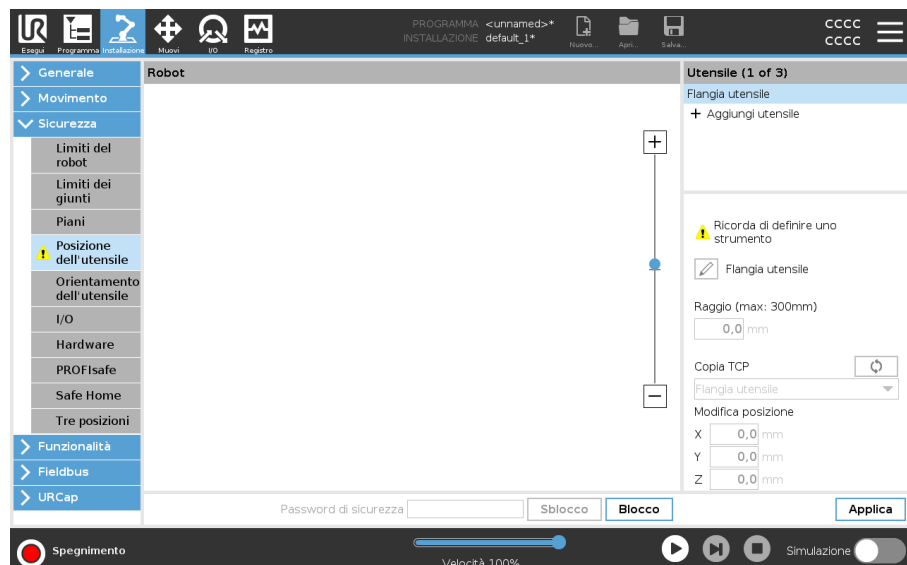 PROGRAMMA <unnamed>*
INSTALLAZIONE default_1*
UR
Esegui
Programma
Installazione
Muovi
I/O
Registro
Nuovo...
Apri...
Salva...
cccc
cccc
Generale
Movimento
Sicurezza
Limiti del
robot
Limiti dei
giunti
Piani
Posizione
dell'utensile
Orientamento
dell'utensile
I/O
Hardware
PROFIsafe
Safe Home
Tre posizioni
Funzionalità
Fieldbus
URCap
Robot
Utensile (1 of 3)
Flangia utensile
+ Aggiungi utensile
Ricorda di definire uno
strumento
Flangia utensile
Raggio (max: 300mm)
0,0 mm
Copia TCP
Flangia utensile
Modifica posizione
X 0,0 mm
Y 0,0 mm
Z 0,0 mm
Password di sicurezza
Sblocco
Blocco
Applica
Spegnimento
Velocità 100%
Simulazione